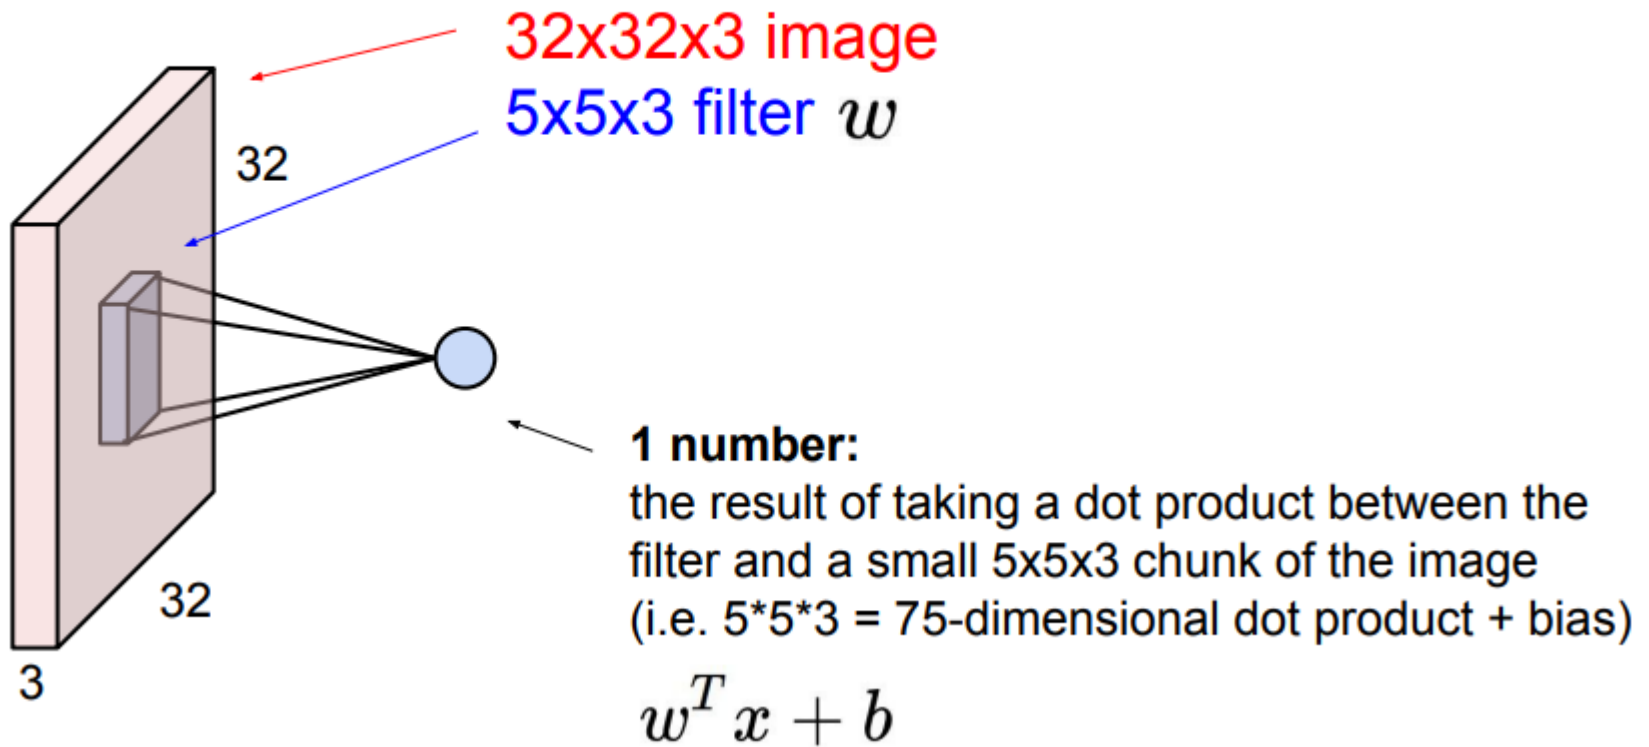 32x32x3 image
5x5x3 filter w
32
32
3
1 number:
the result of taking a dot product between the
filter and a small 5x5x3 chunk of the image
(i.e. 5*5*3 = 75-dimensional dot product + bias)
w^T x + b